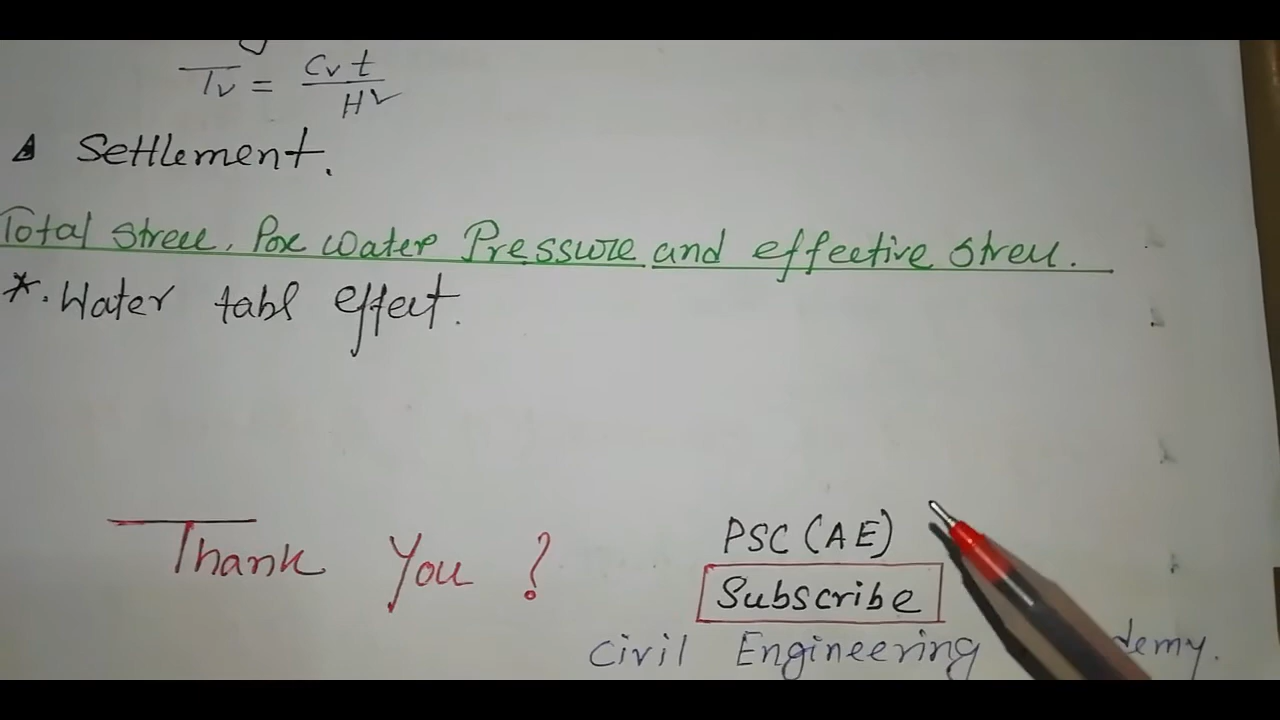 Tv = Cv t / H²
Settlement.
Total Stress, Pore Water Pressure and effective Stress.
*. Water tabl effect.
Thank You ?
PSC (AE)
Subscribe
Civil Engineering demy.